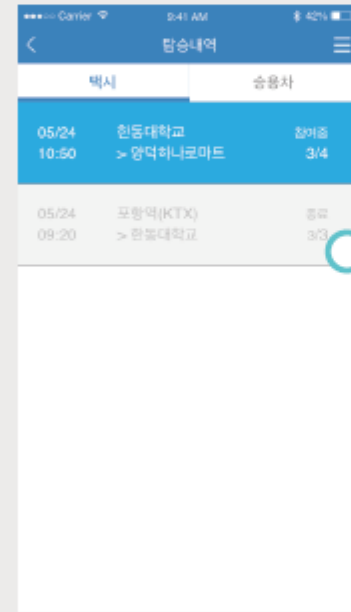 Carrier 9:41 AM 42%
탑승내역
택시 승용차
05/24 한동대학교 참여중
10:50 > 양덕하나로마트 3/4
05/24 포항역(KTX) 종료
09:20 > 한동대학교 3/3